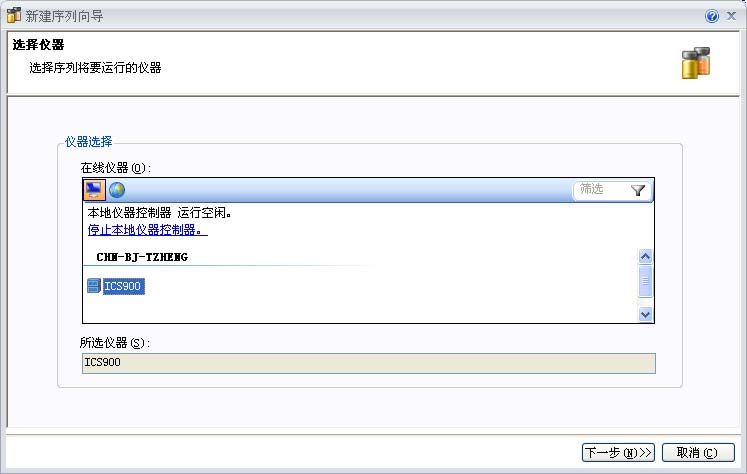 新建序列向导
选择仪器
选择序列将要运行的仪器
仪器选择
在线仪器(O):
筛选
本地仪器控制器 运行空闲。
停止本地仪器控制器。
CHN-BJ-TZHENG
ICS900
所选仪器(S):
ICS900
下一步(N)>>
取消(C)